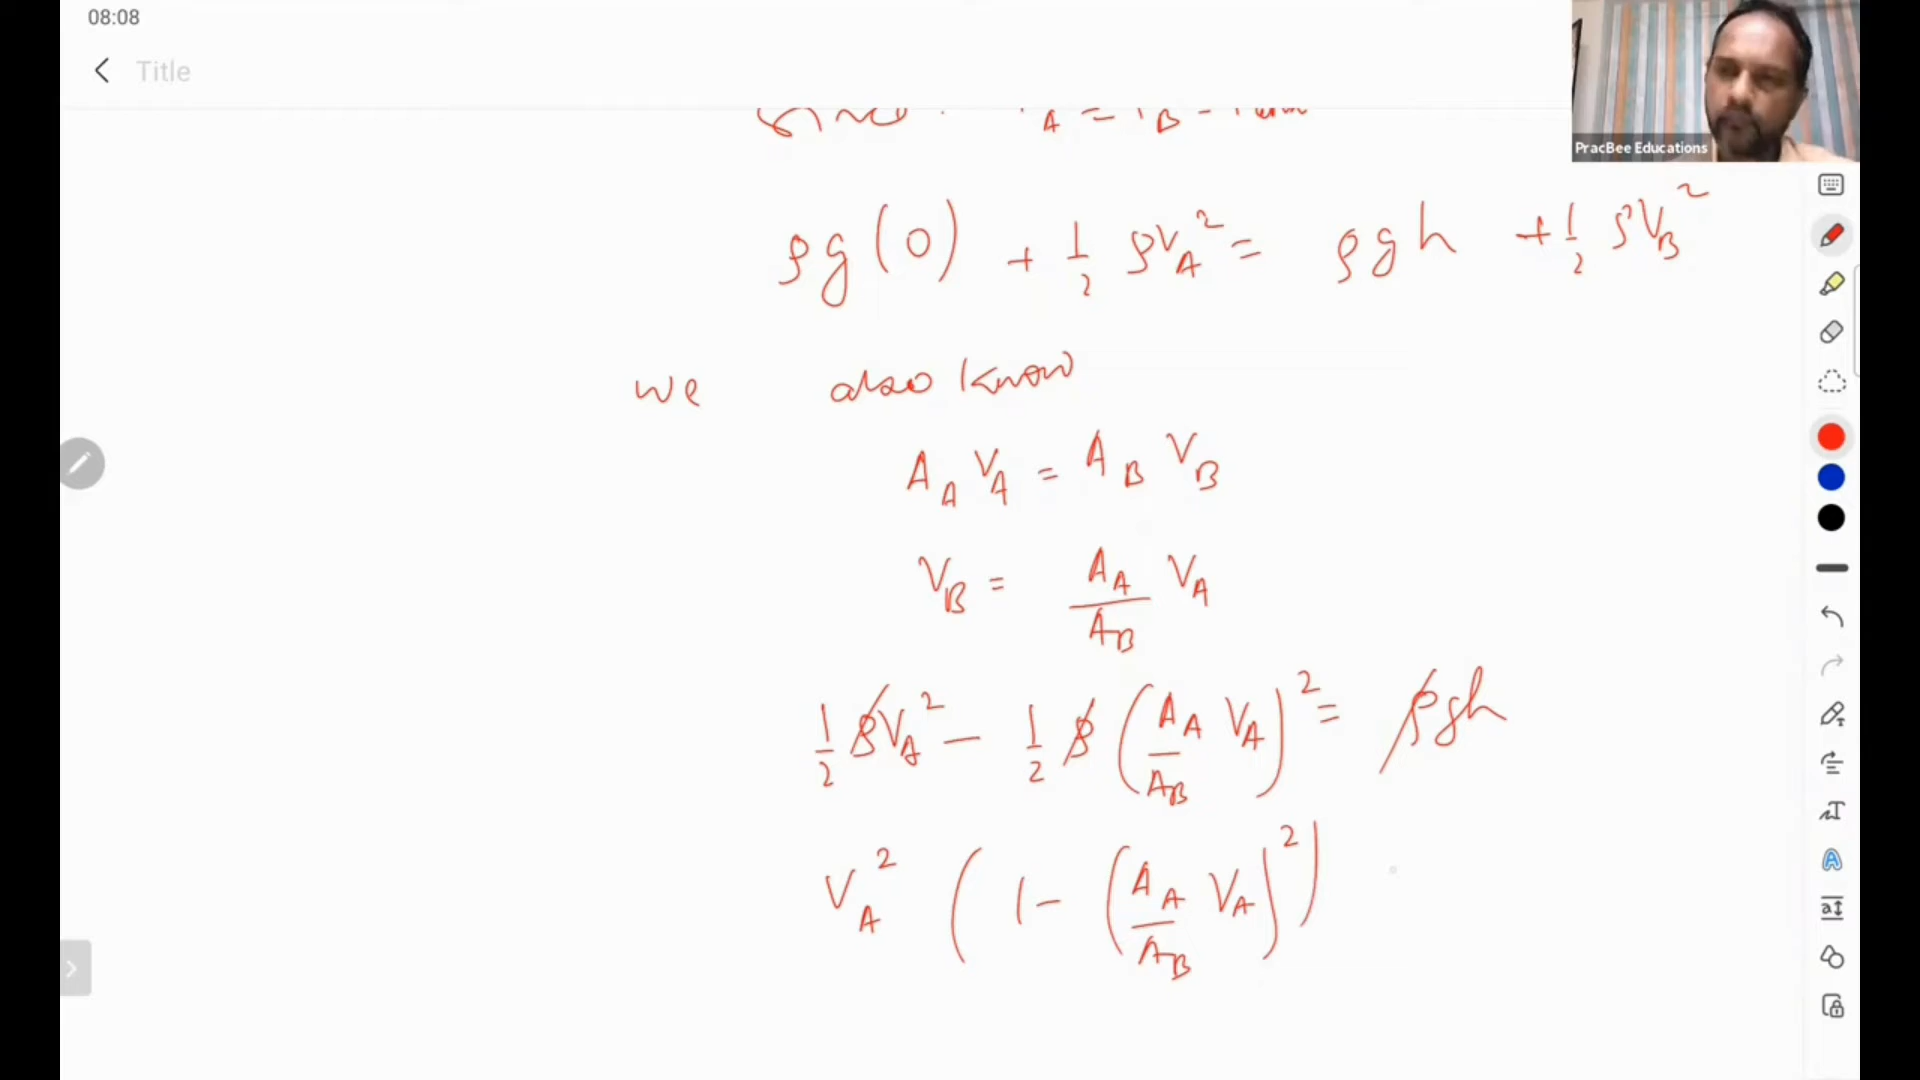 08:08
Title
PracBee Educations
ρg(0) + 1/2 ρV_A² = ρgh + 1/2 ρV_B²
we also know
A_A V_A = A_B V_B
V_B = A_A/A_B V_A
1/2 ρV_A² - 1/2 ρ (A_A/A_B V_A)² = ρgh
V_A² (1 - (A_A/A_B V_A)²)